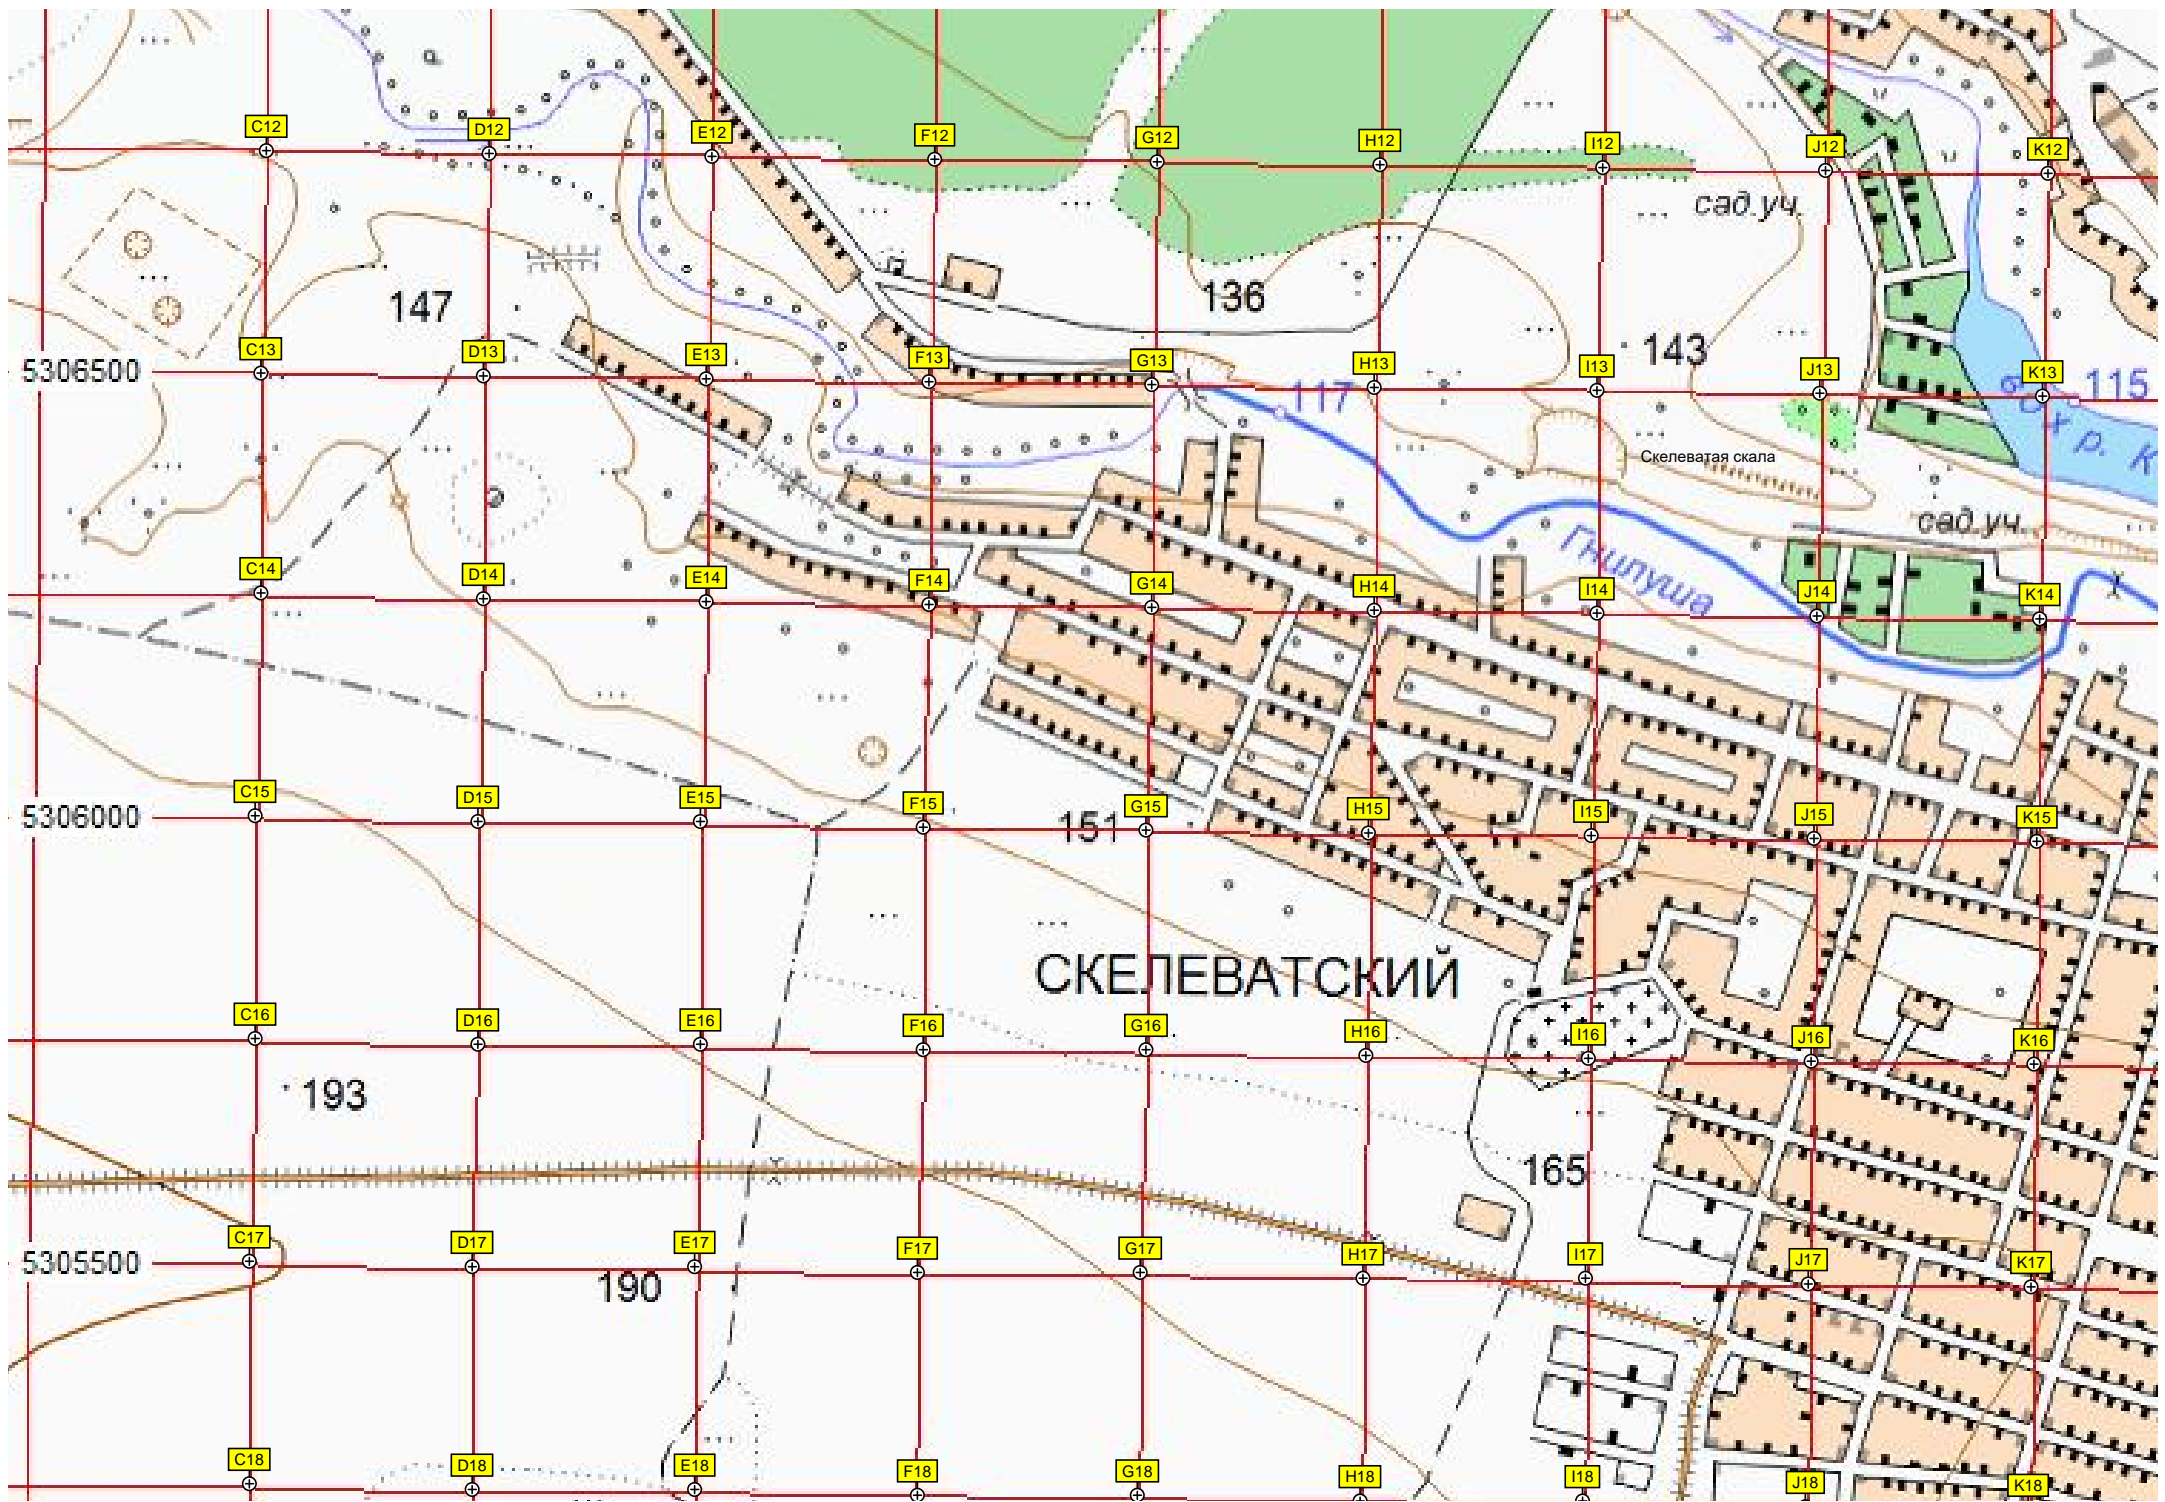 C12 D12 E12 F12 G12 H12 I12 J12 K12
сад.уч.
147
136
143
5306500
C13 D13 E13 F13 G13 H13 I13 J13 K13
117
115
р. К
Скелеватая скала
сад.уч.
Гнилуша
C14 D14 E14 F14 G14 H14 I14 J14 K14
5306000
C15 D15 E15 F15 G15 H15 I15 J15 K15
151
СКЕЛЕВАТСКИЙ
C16 D16 E16 F16 G16 H16 I16 J16 K16
193
165
5305500
C17 D17 E17 F17 G17 H17 I17 J17 K17
190
C18 D18 E18 F18 G18 H18 I18 J18 K18